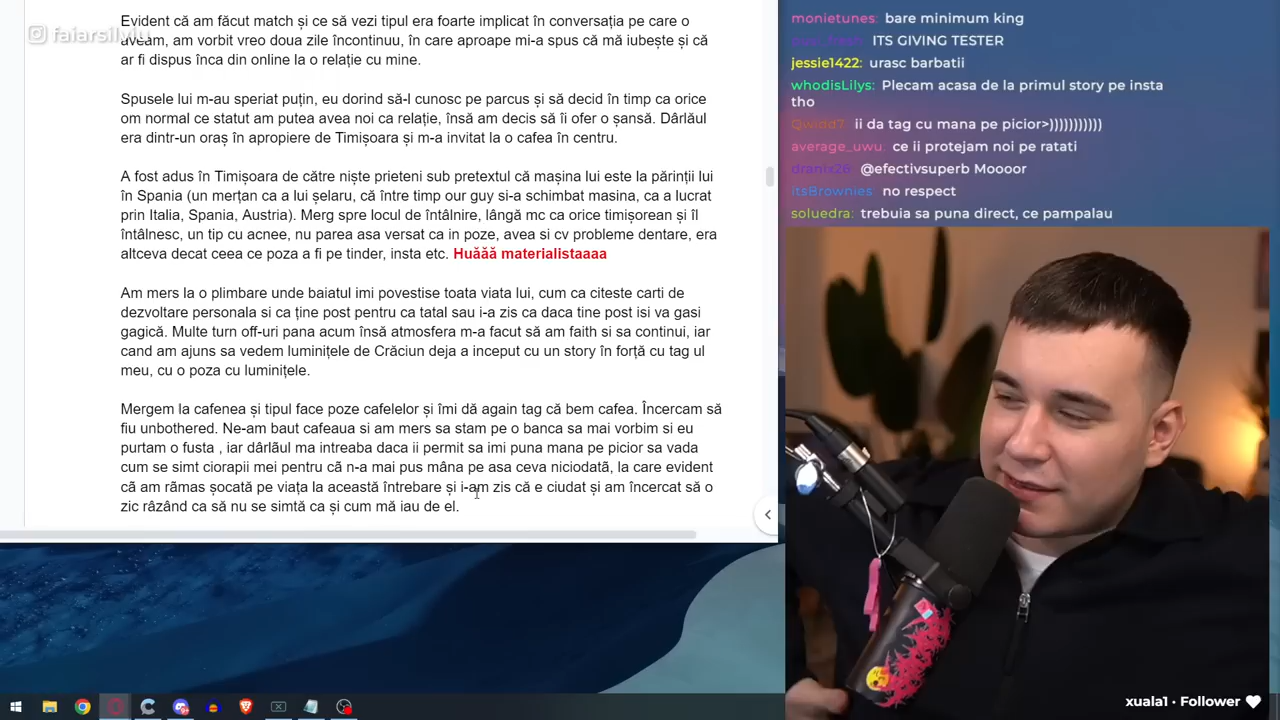 Evident că am făcut match și ce să vezi tipul era foarte implicat în conversația pe care o
aveam, am vorbit vreo doua zile încontinuu, în care aproape mi-a spus că mă iubește și că
ar fi dispus înca din online la o relație cu mine.
Spusele lui m-au speriat puțin, eu dorind să-l cunosc pe parcus și să decid în timp ca orice
om normal ce statut am putea avea noi ca relație, însă am decis să îi ofer o șansă. Dârlăul
era dintr-un oraș în apropiere de Timișoara și m-a invitat la o cafea în centru.
A fost adus în Timișoara de către niște prieteni sub pretextul că mașina lui este la părinții lui
în Spania (un merțan ca a lui șelaru, că între timp our guy si-a schimbat masina, ca a lucrat
prin Italia, Spania, Austria). Merg spre locul de întâlnire, lângă mc ca orice timișorean și îl
întâlnesc, un tip cu acnee, nu parea asa versat ca in poze, avea si cv probleme dentare, era
altceva decat ceea ce poza a fi pe tinder, insta etc. Huăăă materialistaaaa
Am mers la o plimbare unde baiatul imi povestise toata viata lui, cum ca citeste carti de
dezvoltare personala si ca ține post pentru ca tatal sau i-a zis ca daca tine post isi va gasi
gagică. Multe turn off-uri pana acum însă atmosfera m-a facut să am faith si sa continui, iar
cand am ajuns sa vedem luminițele de Crăciun deja a inceput cu un story în forță cu tag ul
meu, cu o poza cu luminițele.
Mergem la cafenea și tipul face poze cafelelor și îmi dă again tag că bem cafea. Încercam să
fiu unbothered. Ne-am baut cafeaua si am mers sa stam pe o banca sa mai vorbim si eu
purtam o fusta , iar dârlăul ma intreaba daca ii permit sa imi puna mana pe picior sa vada
cum se simt ciorapii mei pentru că n-a mai pus mâna pe asa ceva niciodată, la care evident
că am rămas șocată pe viața la această întrebare și i-am zis că e ciudat și am încercat să o
zic râzând ca să nu se simtă ca și cum mă iau de el.
faiarsilviu
monietunes: bare minimum king
ITS GIVING TESTER
jessie1422: urasc barbatii
whodisLilys: Plecam acasa de la primul story pe insta
tho
Qwidd7: ii da tag cu mana pe picior>)))))))))))
average_uwu: ce ii protejam noi pe ratati
dranix26: @efectivsuperb Moooor
itsBrownies: no respect
soluedra: trebuia sa puna direct, ce pampalau
xuala1 · Follower